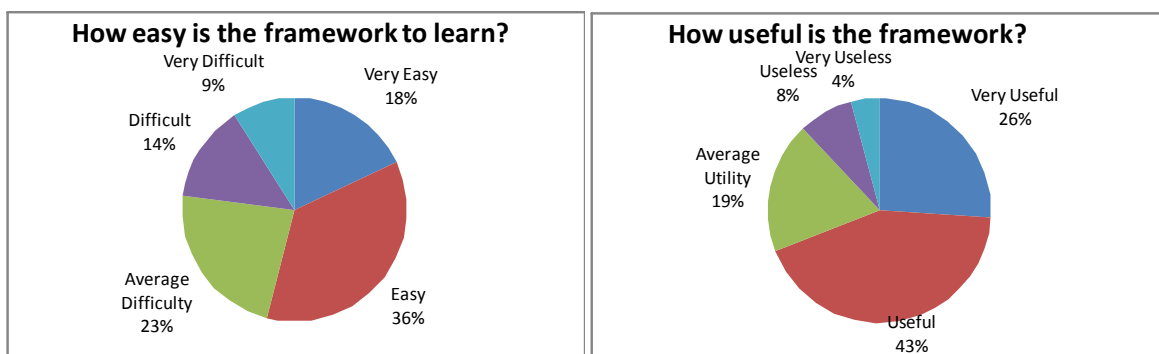 How easy is the framework to learn?
Very Difficult
9%
Very Easy
18%
Difficult
14%
Average
Difficulty
23%
Easy
36%
How useful is the framework?
Very Useless
4%
Useless
8%
Very Useful
26%
Average
Utility
19%
Useful
43%